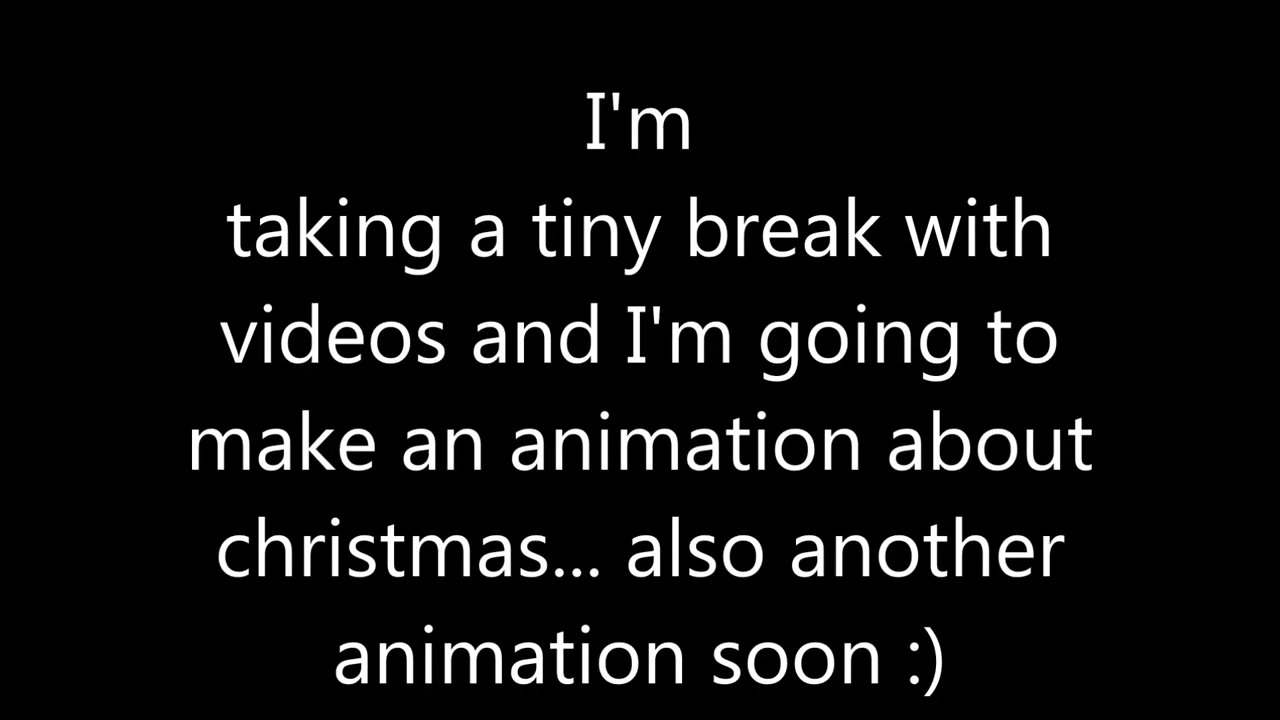 I'm
taking a tiny break with
videos and I'm going to
make an animation about
christmas... also another
animation soon :)